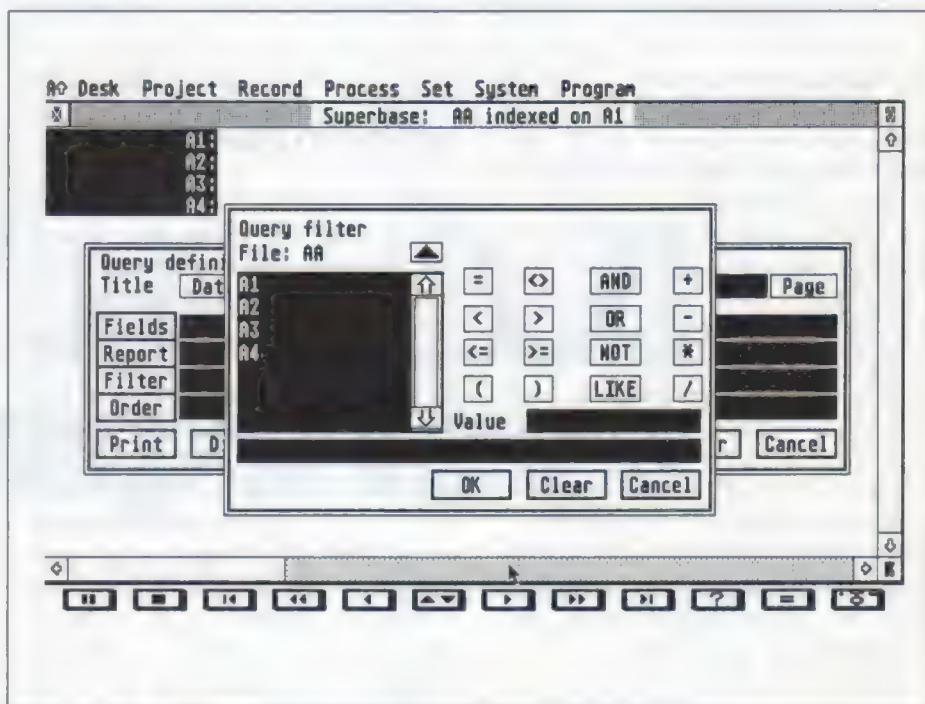 Desk Project Record Process Set System Program
Superbase: AA indexed on A1
A1:
A2:
A3:
A4:
Query defin
Title Dat
Page
Fields
Report
Filter
Order
Print D
r Cancel
Query filter
File: AA
A1
A2
A3
A4
= <> AND +
< > OR -
<= >= NOT *
( ) LIKE /
Value
OK Clear Cancel
? =